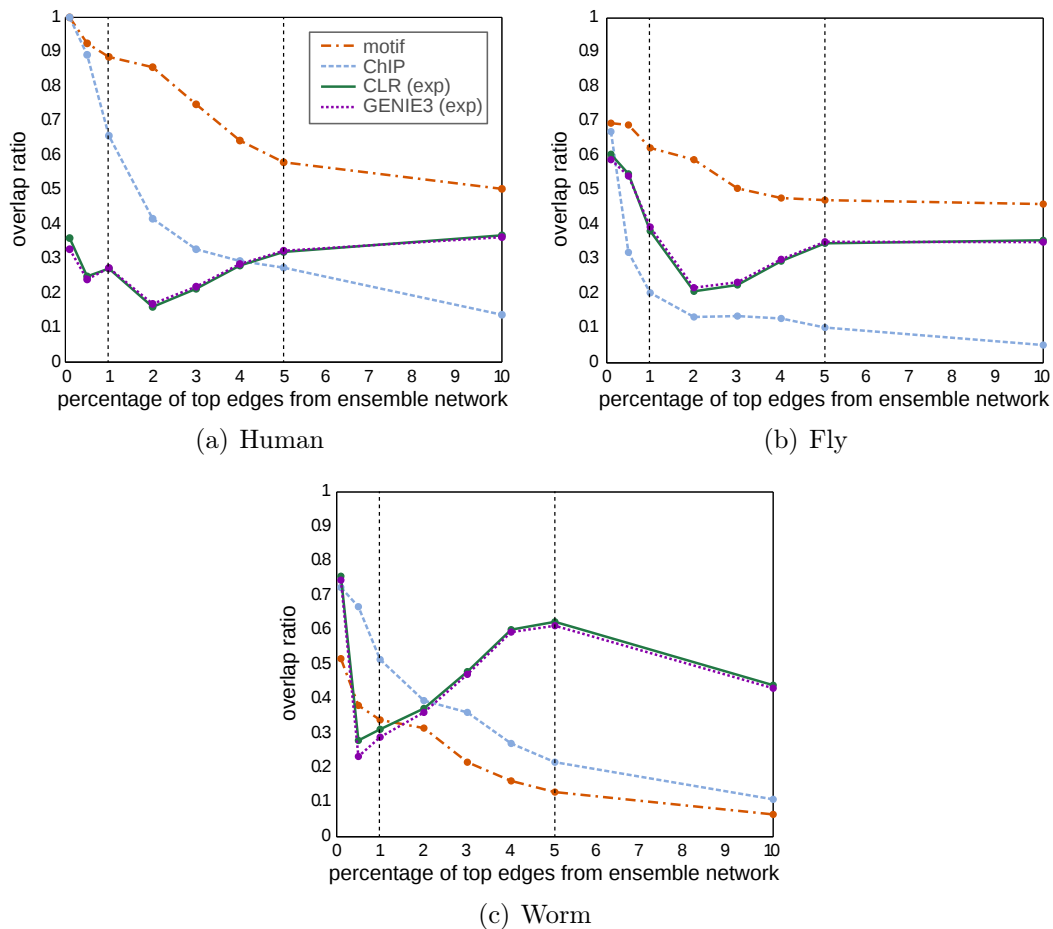 1
0.9
0.8
0.7
0.6
0.5
0.4
0.3
0.2
0.1
0
overlap ratio
motif
ChIP
CLR (exp)
GENIE3 (exp)
0 1 2 3 4 5 6 7 8 9 10
percentage of top edges from ensemble network
(a) Human
1
0.9
0.8
0.7
0.6
0.5
0.4
0.3
0.2
0.1
0
overlap ratio
0 1 2 3 4 5 6 7 8 9 10
percentage of top edges from ensemble network
(b) Fly
1
0.9
0.8
0.7
0.6
0.5
0.4
0.3
0.2
0.1
0
overlap ratio
0 1 2 3 4 5 6 7 8 9 10
percentage of top edges from ensemble network
(c) Worm